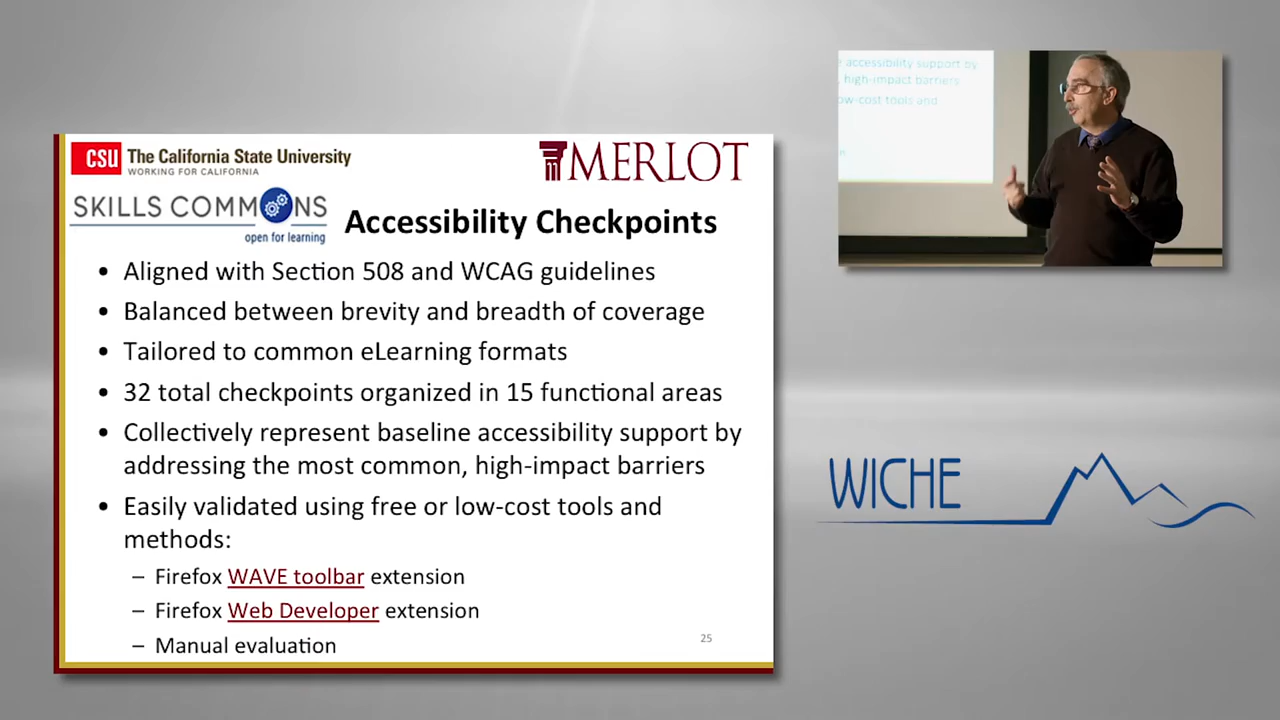 CSU The California State University
WORKING FOR CALIFORNIA
MERLOT
SKILLS COMMONS
open for learning
Accessibility Checkpoints
• Aligned with Section 508 and WCAG guidelines
• Balanced between brevity and breadth of coverage
• Tailored to common eLearning formats
• 32 total checkpoints organized in 15 functional areas
• Collectively represent baseline accessibility support by
addressing the most common, high-impact barriers
• Easily validated using free or low-cost tools and
methods:
– Firefox WAVE toolbar extension
– Firefox Web Developer extension
– Manual evaluation
25
accessibility support by
high-impact barriers
ow-cost tools and
WICHE